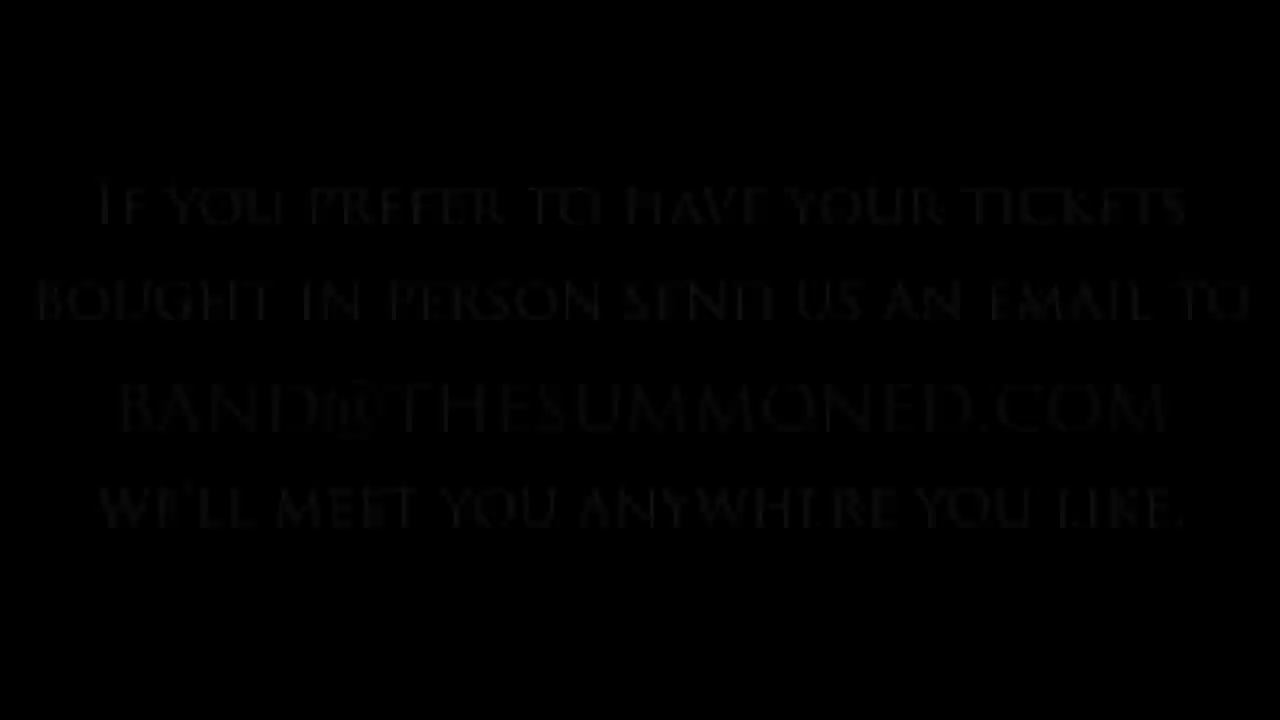 If you prefer to have your tickets
bought in person send us an email to
band@thesummoned.com
we'll meet you anywhere you like.